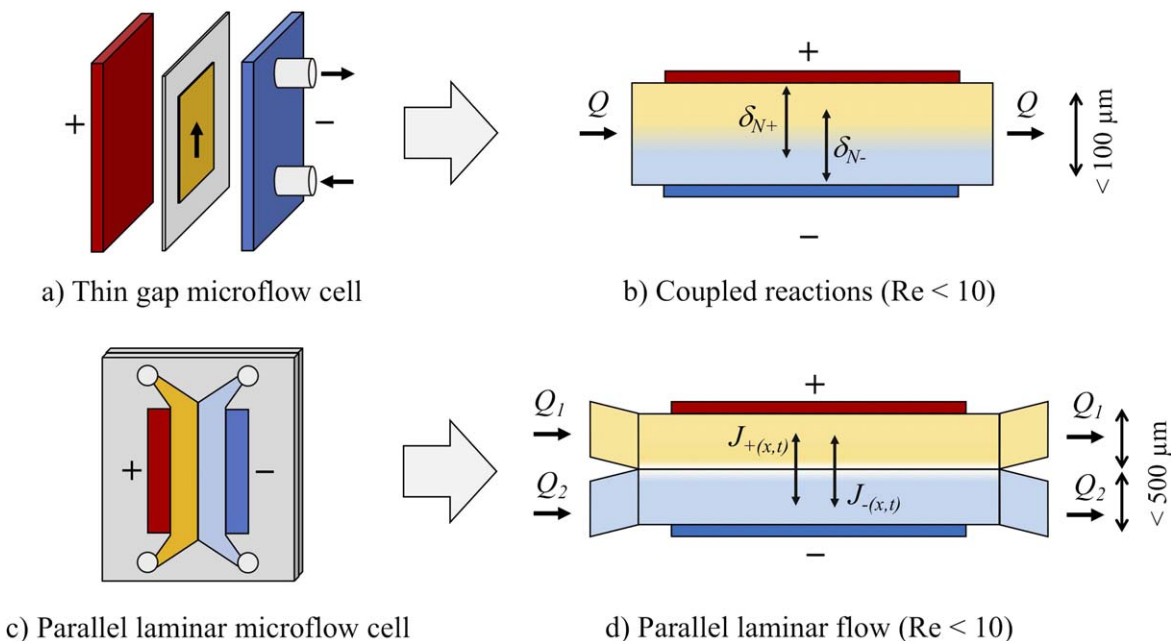 +
−
a) Thin gap microflow cell
+
Q
δN+
δN-
Q
< 100 μm
−
b) Coupled reactions (Re < 10)
+
−
c) Parallel laminar microflow cell
+
Q1
Q2
J+(x,t)
J-(x,t)
Q1
Q2
< 500 μm
−
d) Parallel laminar flow (Re < 10)